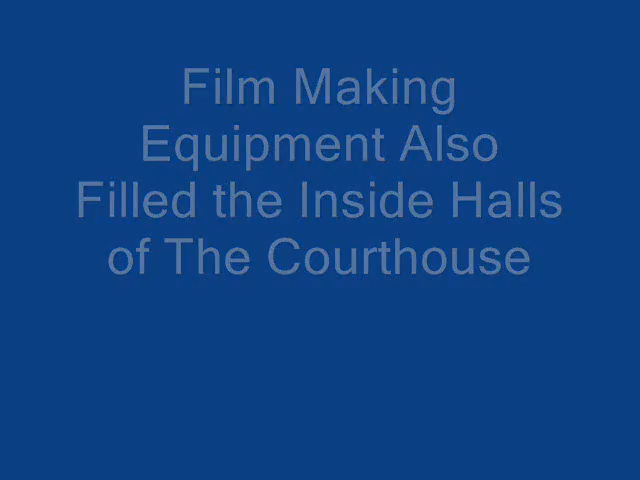 Film Making
Equipment Also
Filled the Inside Halls
of The Courthouse